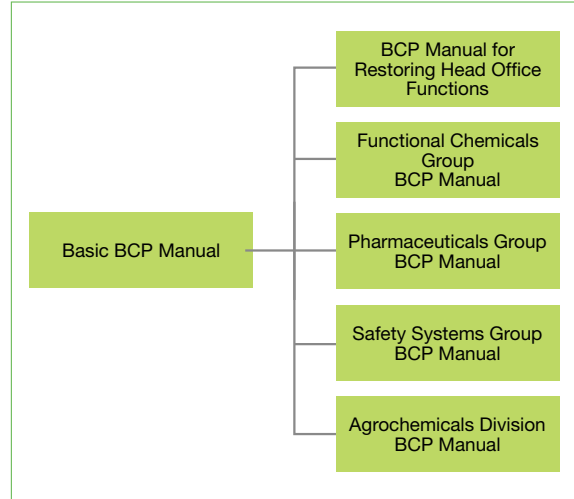 BCP Manual for
Restoring Head Office
Functions
Functional Chemicals
Group
BCP Manual
Basic BCP Manual
Pharmaceuticals Group
BCP Manual
Safety Systems Group
BCP Manual
Agrochemicals Division
BCP Manual